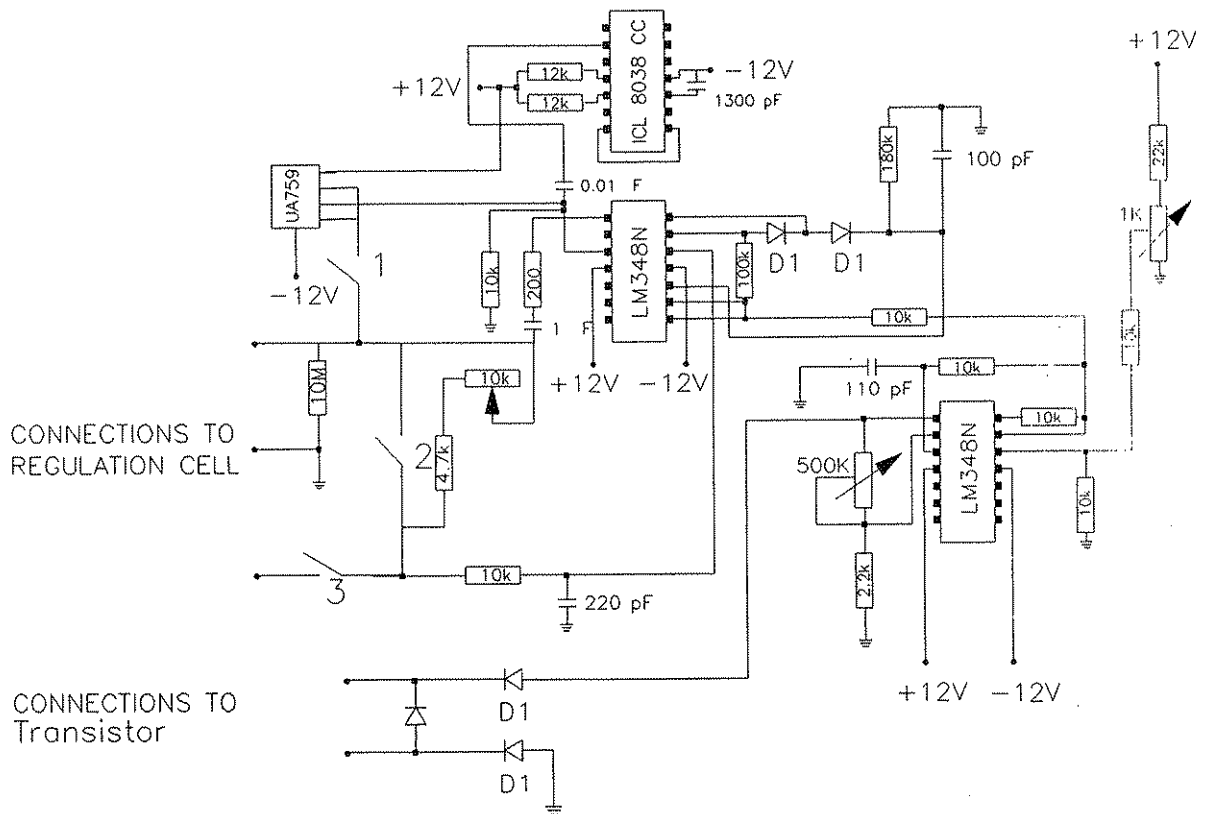 ICL 8038 CC
+12V
12k
12k
-12V
1300 pF
+12V
22k
1K
10k
180k
100 pF
UA759
-12V
1
0.01 F
10k
200
1 F
LM348N
100k
D1
D1
10k
+12V
-12V
10M
10k
2
4.7k
110 pF
10k
10k
500K
LM348N
10k
2.2k
CONNECTIONS TO
REGULATION CELL
3
10k
220 pF
+12V
-12V
CONNECTIONS TO
Transistor
D1
D1